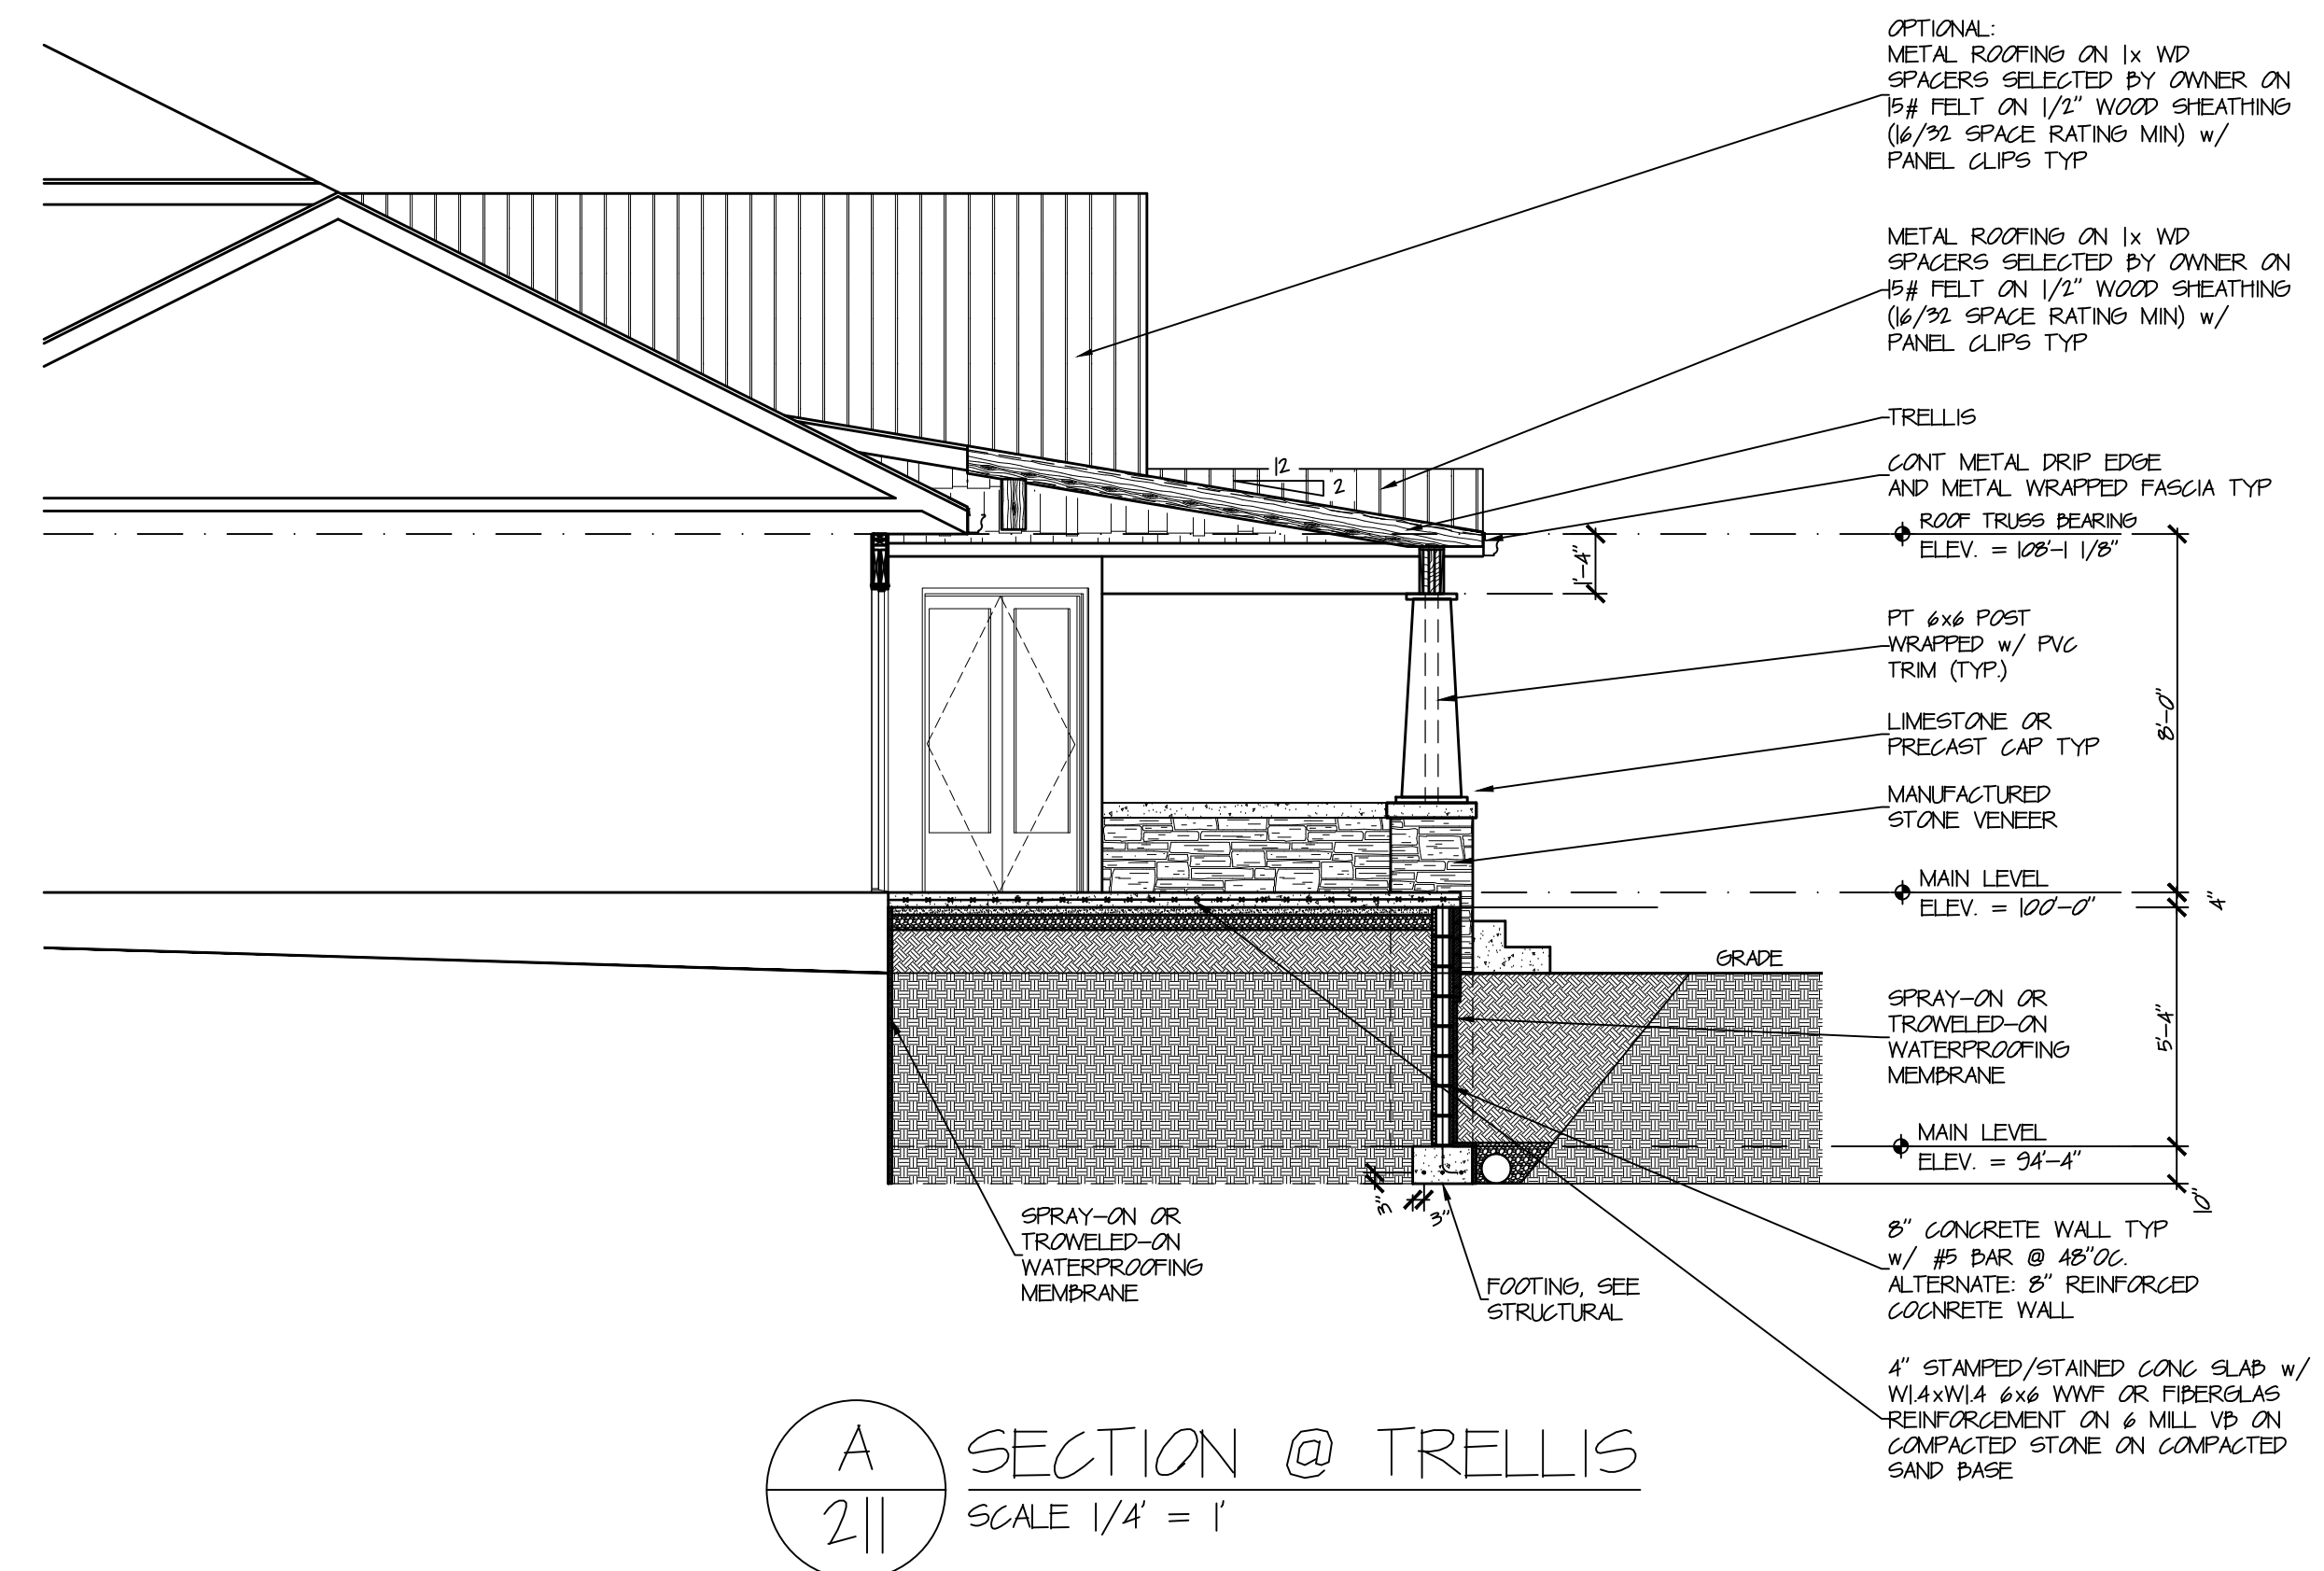 OPTIONAL:
METAL ROOFING ON 1x WD
SPACERS SELECTED BY OWNER ON
15# FELT ON 1/2" WOOD SHEATHING
(16/32 SPACE RATING MIN) w/
PANEL CLIPS TYP
METAL ROOFING ON 1x WD
SPACERS SELECTED BY OWNER ON
15# FELT ON 1/2" WOOD SHEATHING
(16/32 SPACE RATING MIN) w/
PANEL CLIPS TYP
TRELLIS
CONT METAL DRIP EDGE
AND METAL WRAPPED FASCIA TYP
12
2
ROOF TRUSS BEARING
ELEV. = 108'-1 1/8"
1'-4"
PT 6x6 POST
WRAPPED w/ PVC
TRIM (TYP.)
8'-0"
LIMESTONE OR
PRECAST CAP TYP
MANUFACTURED
STONE VENEER
MAIN LEVEL
ELEV. = 100'-0"
4"
GRADE
SPRAY-ON OR
TROWELED-ON
WATERPROOFING
MEMBRANE
5'-4"
MAIN LEVEL
ELEV. = 94'-4"
10"
3"
3"
SPRAY-ON OR
TROWELED-ON
WATERPROOFING
MEMBRANE
FOOTING, SEE
STRUCTURAL
8" CONCRETE WALL TYP
w/ #5 BAR @ 48"OC.
ALTERNATE: 8" REINFORCED
COCNRETE WALL
4" STAMPED/STAINED CONC SLAB w/
W1.4xW1.4 6x6 WWF OR FIBERGLAS
REINFORCEMENT ON 6 MILL VB ON
COMPACTED STONE ON COMPACTED
SAND BASE
A
211
SECTION @ TRELLIS
SCALE 1/4' = 1'